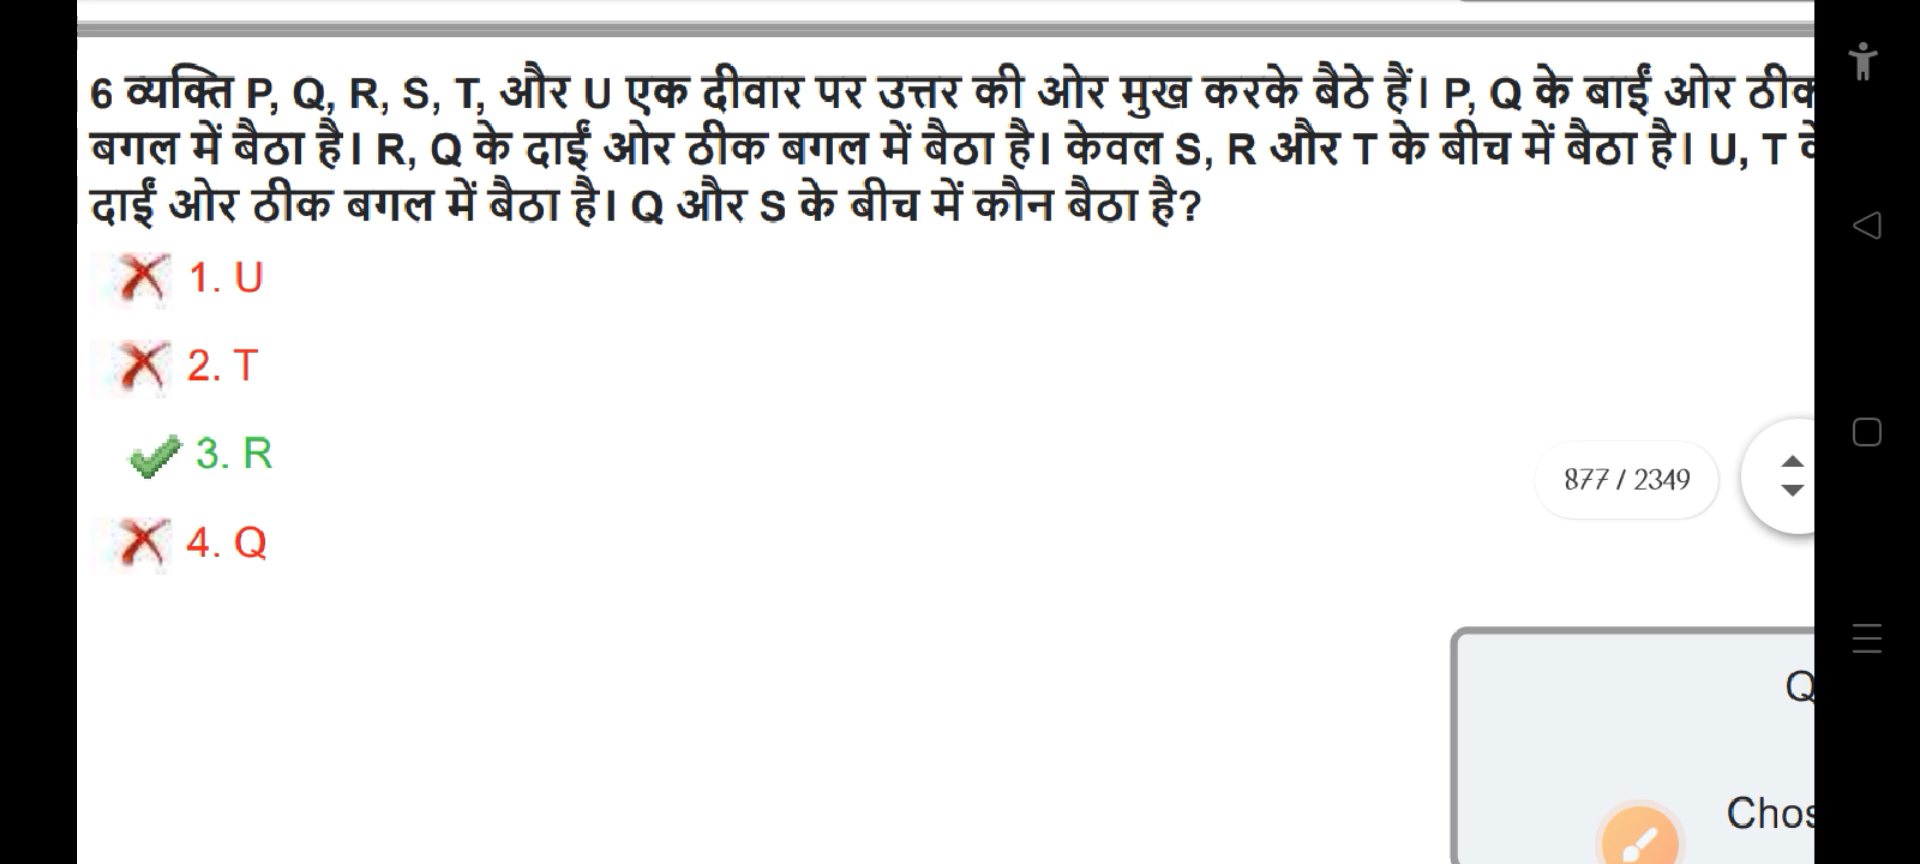 6 व्यक्ति P, Q, R, S, T, और U एक दीवार पर उत्तर की ओर मुख करके बैठे हैं। P, Q के बाईं ओर ठीक
बगल में बैठा है। R, Q के दाईं ओर ठीक बगल में बैठा है। केवल S, R और T के बीच में बैठा है। U, T
दाईं ओर ठीक बगल में बैठा है। Q और S के बीच में कौन बैठा है?
1. U
2. T
3. R
877 / 2349
4. Q
Q
Chos